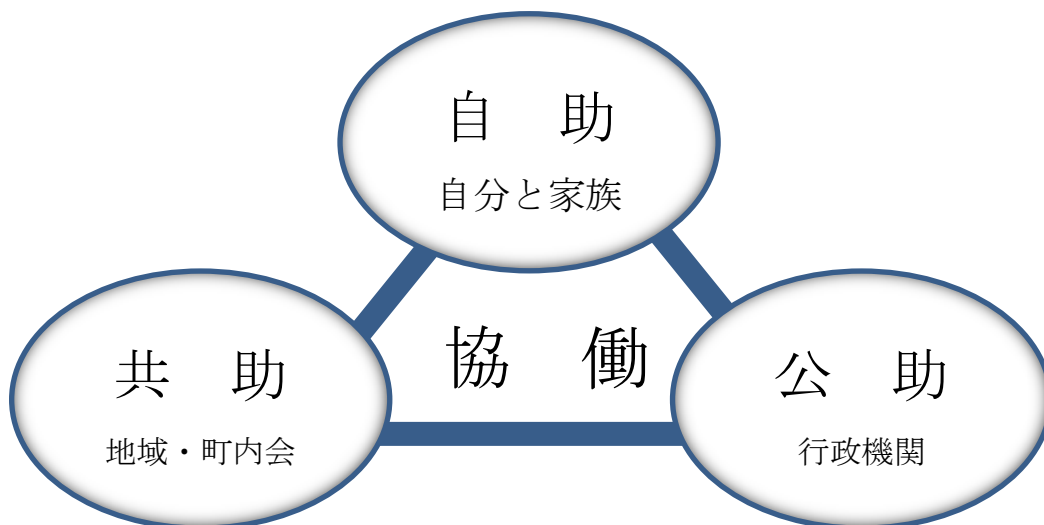 自　助
自分と家族
協　働
共　助
地域・町内会
公　助
行政機関